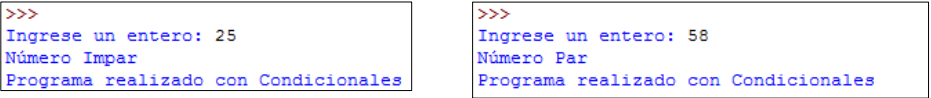 >>>
Ingrese un entero: 25
Número Impar
Programa realizado con Condicionales
>>>
Ingrese un entero: 58
Número Par
Programa realizado con Condicionales